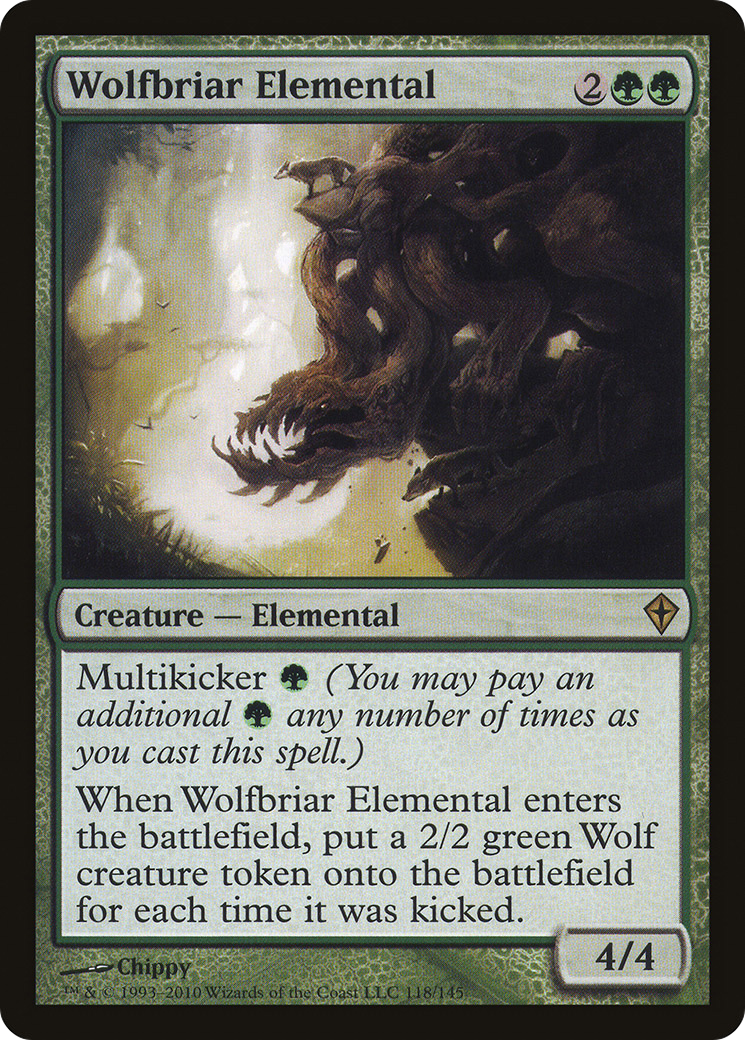 Wolfbriar Elemental 2
Creature — Elemental
Multikicker (You may pay an
additional any number of times as
you cast this spell.)
When Wolfbriar Elemental enters
the battlefield, put a 2/2 green Wolf
creature token onto the battlefield
for each time it was kicked.
4/4
Chippy
™ & © 1993–2010 Wizards of the Coast LLC 118/145